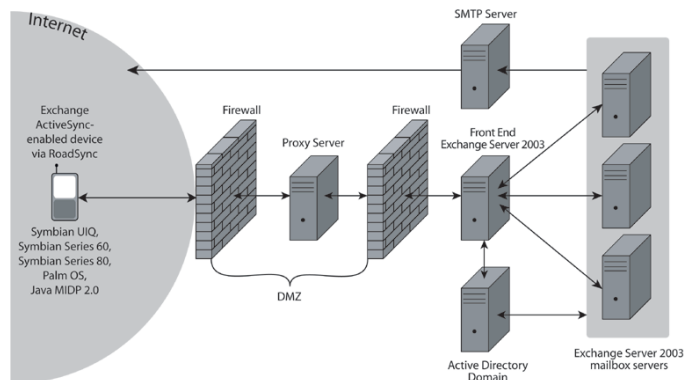 Internet
SMTP Server
Exchange
ActiveSync-
enabled device
via RoadSync
Firewall
Proxy Server
Firewall
Front End
Exchange Server 2003
Symbian UIQ,
Symbian Series 60,
Symbian Series 80,
Palm OS,
Java MIDP 2.0
DMZ
Active Directory
Domain
Exchange Server 2003
mailbox servers